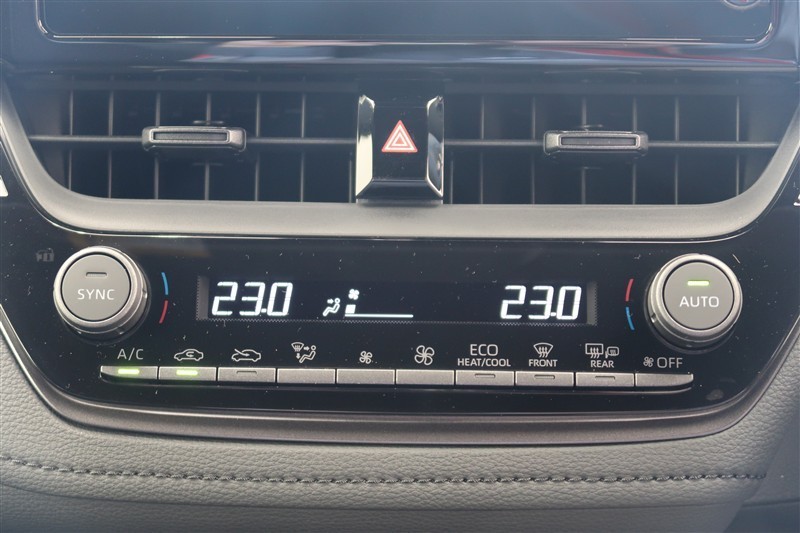 SYNC
23.0
23.0
AUTO
A/C
ECO
HEAT/COOL
FRONT
REAR
OFF